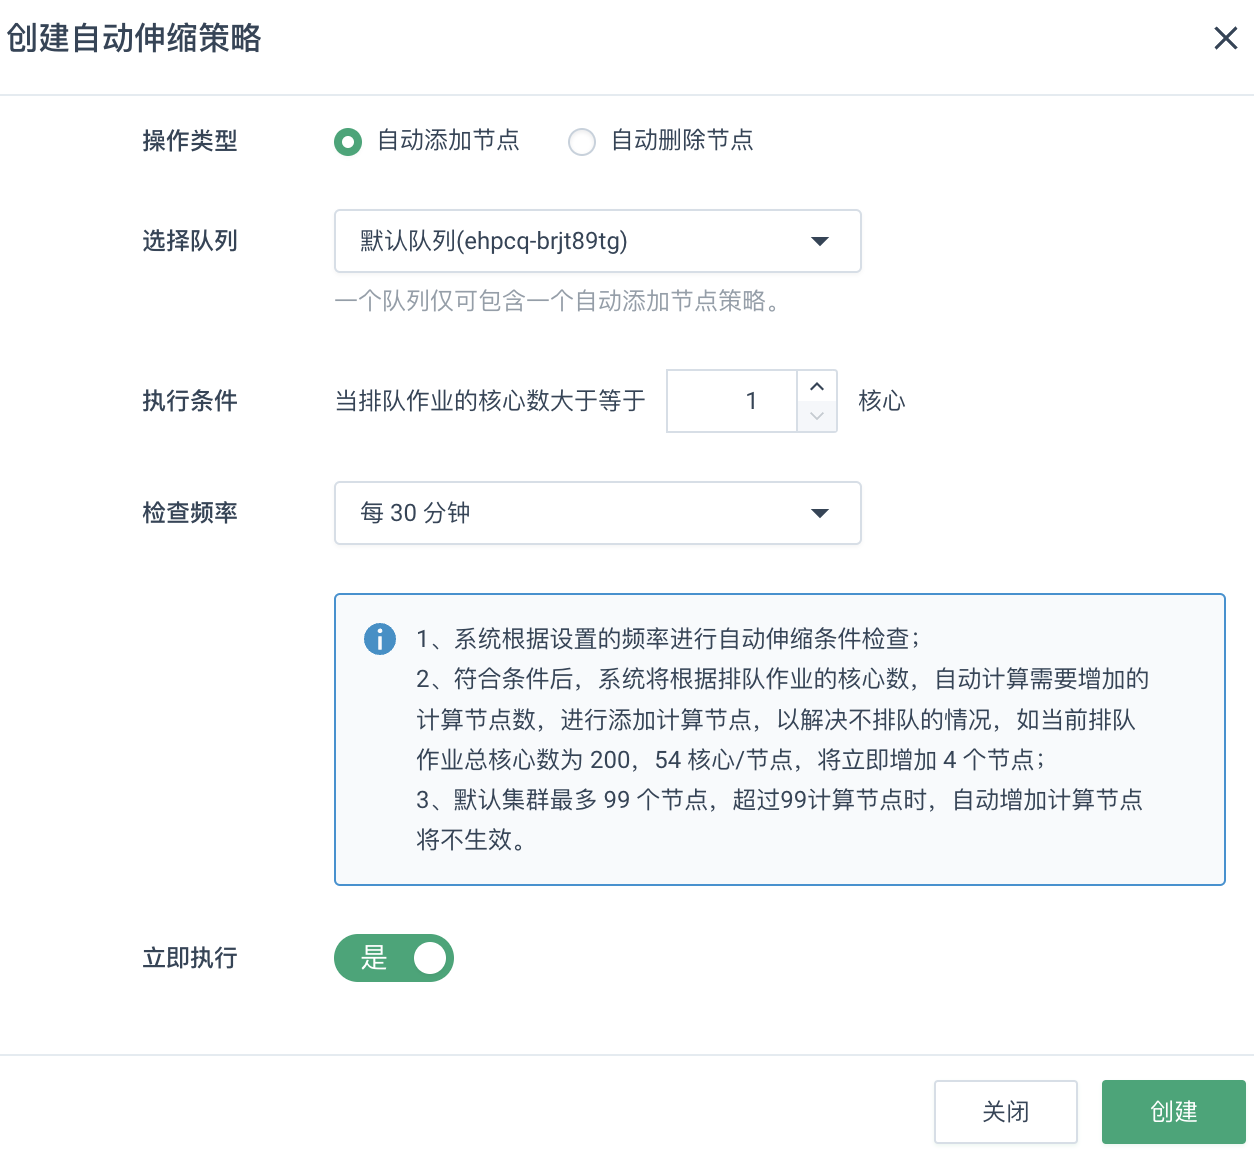 创建自动伸缩策略
操作类型 自动添加节点 自动删除节点
选择队列 默认队列(ehpcq-brjt89tg)
一个队列仅可包含一个自动添加节点策略。
执行条件 当排队作业的核心数大于等于 1 核心
检查频率 每 30 分钟
1、系统根据设置的频率进行自动伸缩条件检查；
2、符合条件后，系统将根据排队作业的核心数，自动计算需要增加的
计算节点数，进行添加计算节点，以解决不排队的情况，如当前排队
作业总核心数为 200，54 核心/节点，将立即增加 4 个节点；
3、默认集群最多 99 个节点，超过99计算节点时，自动增加计算节点
将不生效。
立即执行 是
关闭 创建